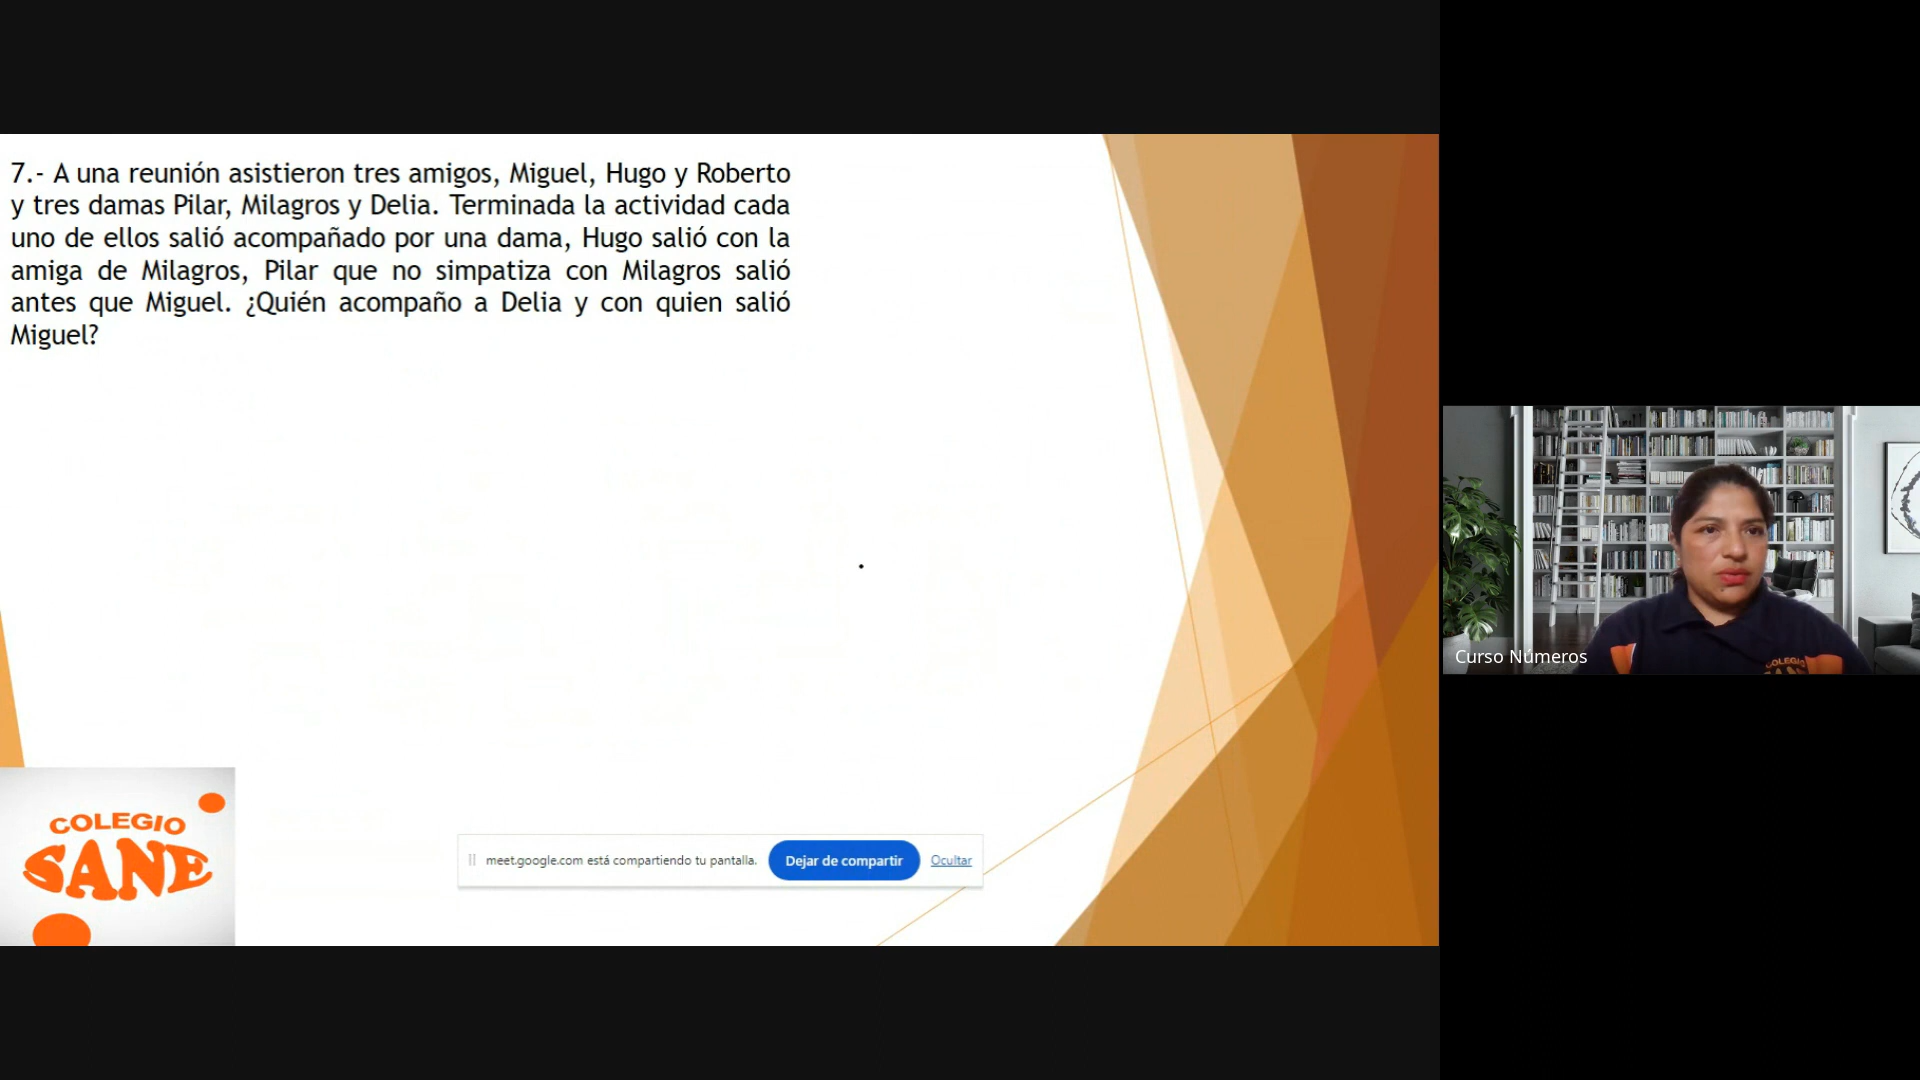 7.- A una reunión asistieron tres amigos, Miguel, Hugo y Roberto
y tres damas Pilar, Milagros y Delia. Terminada la actividad cada
uno de ellos salió acompañado por una dama, Hugo salió con la
amiga de Milagros, Pilar que no simpatiza con Milagros salió
antes que Miguel. ¿Quién acompaño a Delia y con quien salió
Miguel?
Curso Números
COLEGIO
COLEGIO
SANE
meet.google.com está compartiendo tu pantalla.
Dejar de compartir
Ocultar